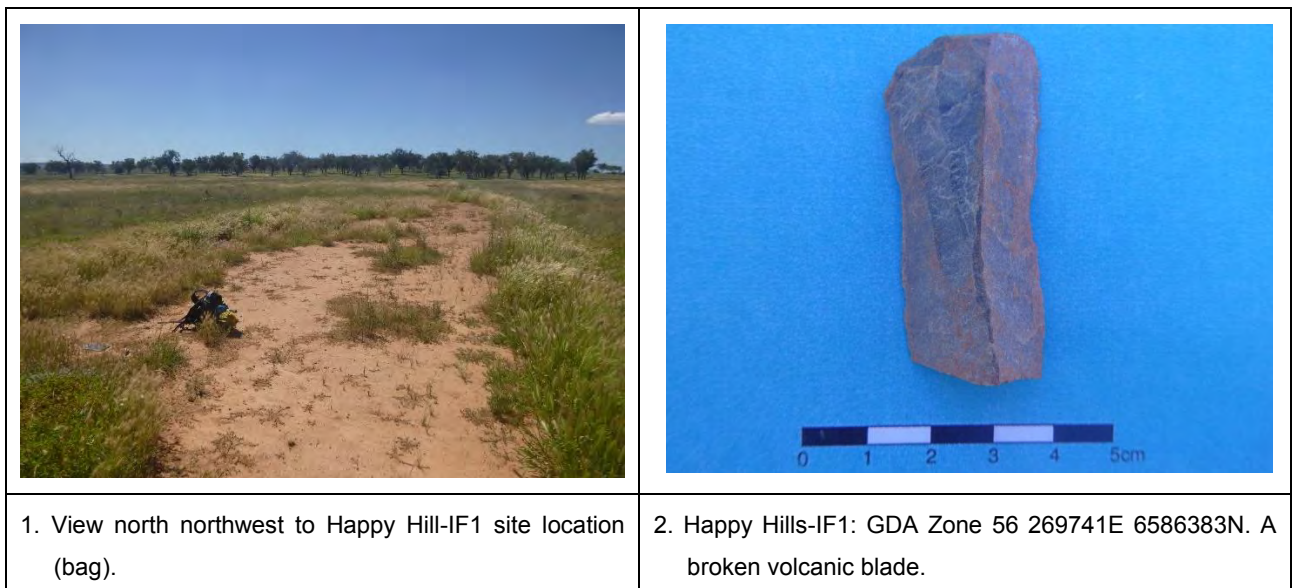 0 1 2 3 4 5cm
1. View north northwest to Happy Hill-IF1 site location
(bag).
2. Happy Hills-IF1: GDA Zone 56 269741E 6586383N. A
broken volcanic blade.